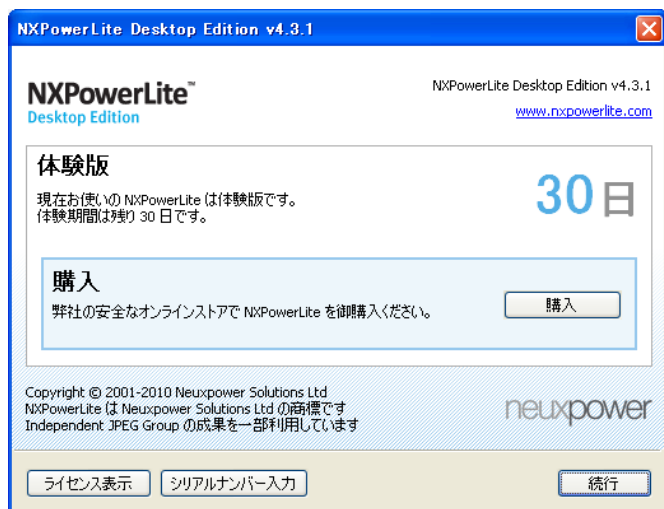 NXPowerLite Desktop Edition v4.3.1
NXPowerLite™
Desktop Edition
NXPowerLite Desktop Edition v4.3.1
www.nxpowerlite.com
体験版
現在お使いの NXPowerLite は体験版です。
体験期間は残り 30 日です。
30日
購入
弊社の安全なオンラインストアで NXPowerLite を御購入ください。
購入
Copyright © 2001-2010 Neuxpower Solutions Ltd
NXPowerLite は Neuxpower Solutions Ltd の商標です
Independent JPEG Group の成果を一部利用しています
neuxpower
ライセンス表示
シリアルナンバー入力
続行